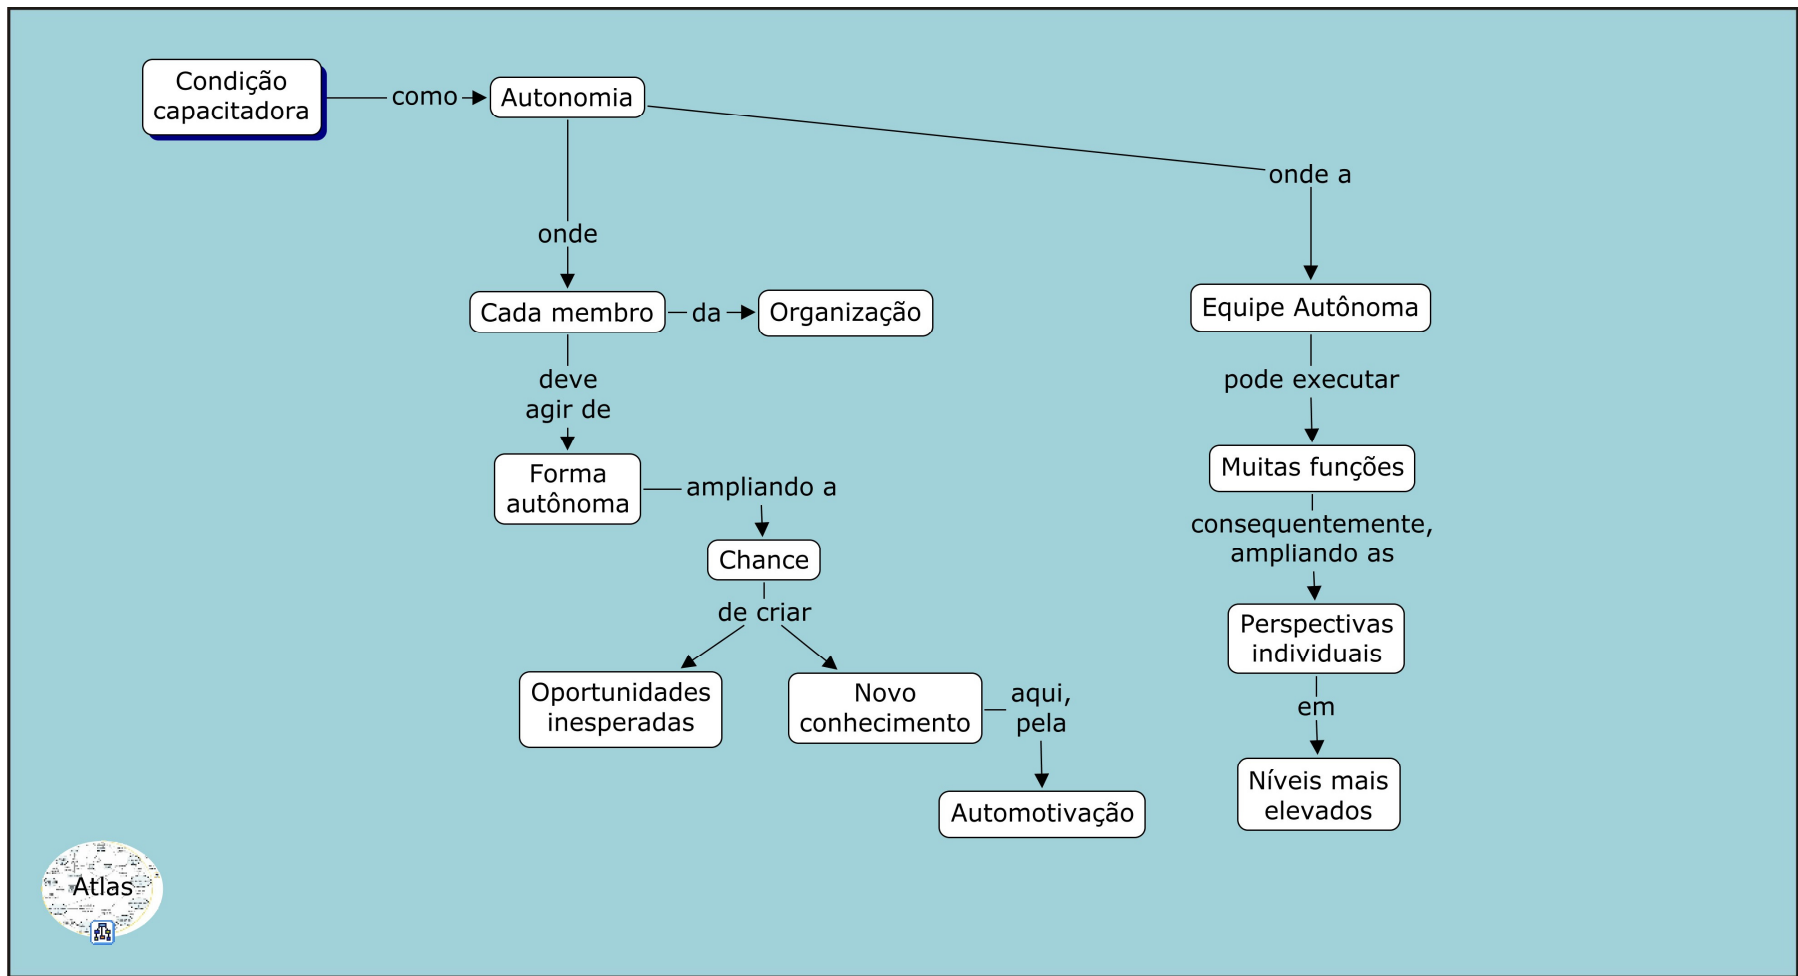 Condição
capacitadora
como
Autonomia
onde a
onde
Cada membro
da
Organização
Equipe Autônoma
deve
agir de
pode executar
Forma
autônoma
ampliando a
Muitas funções
consequentemente,
ampliando as
Chance
de criar
Perspectivas
individuais
Oportunidades
inesperadas
Novo
conhecimento
aqui,
pela
em
Automotivação
Níveis mais
elevados
Atlas